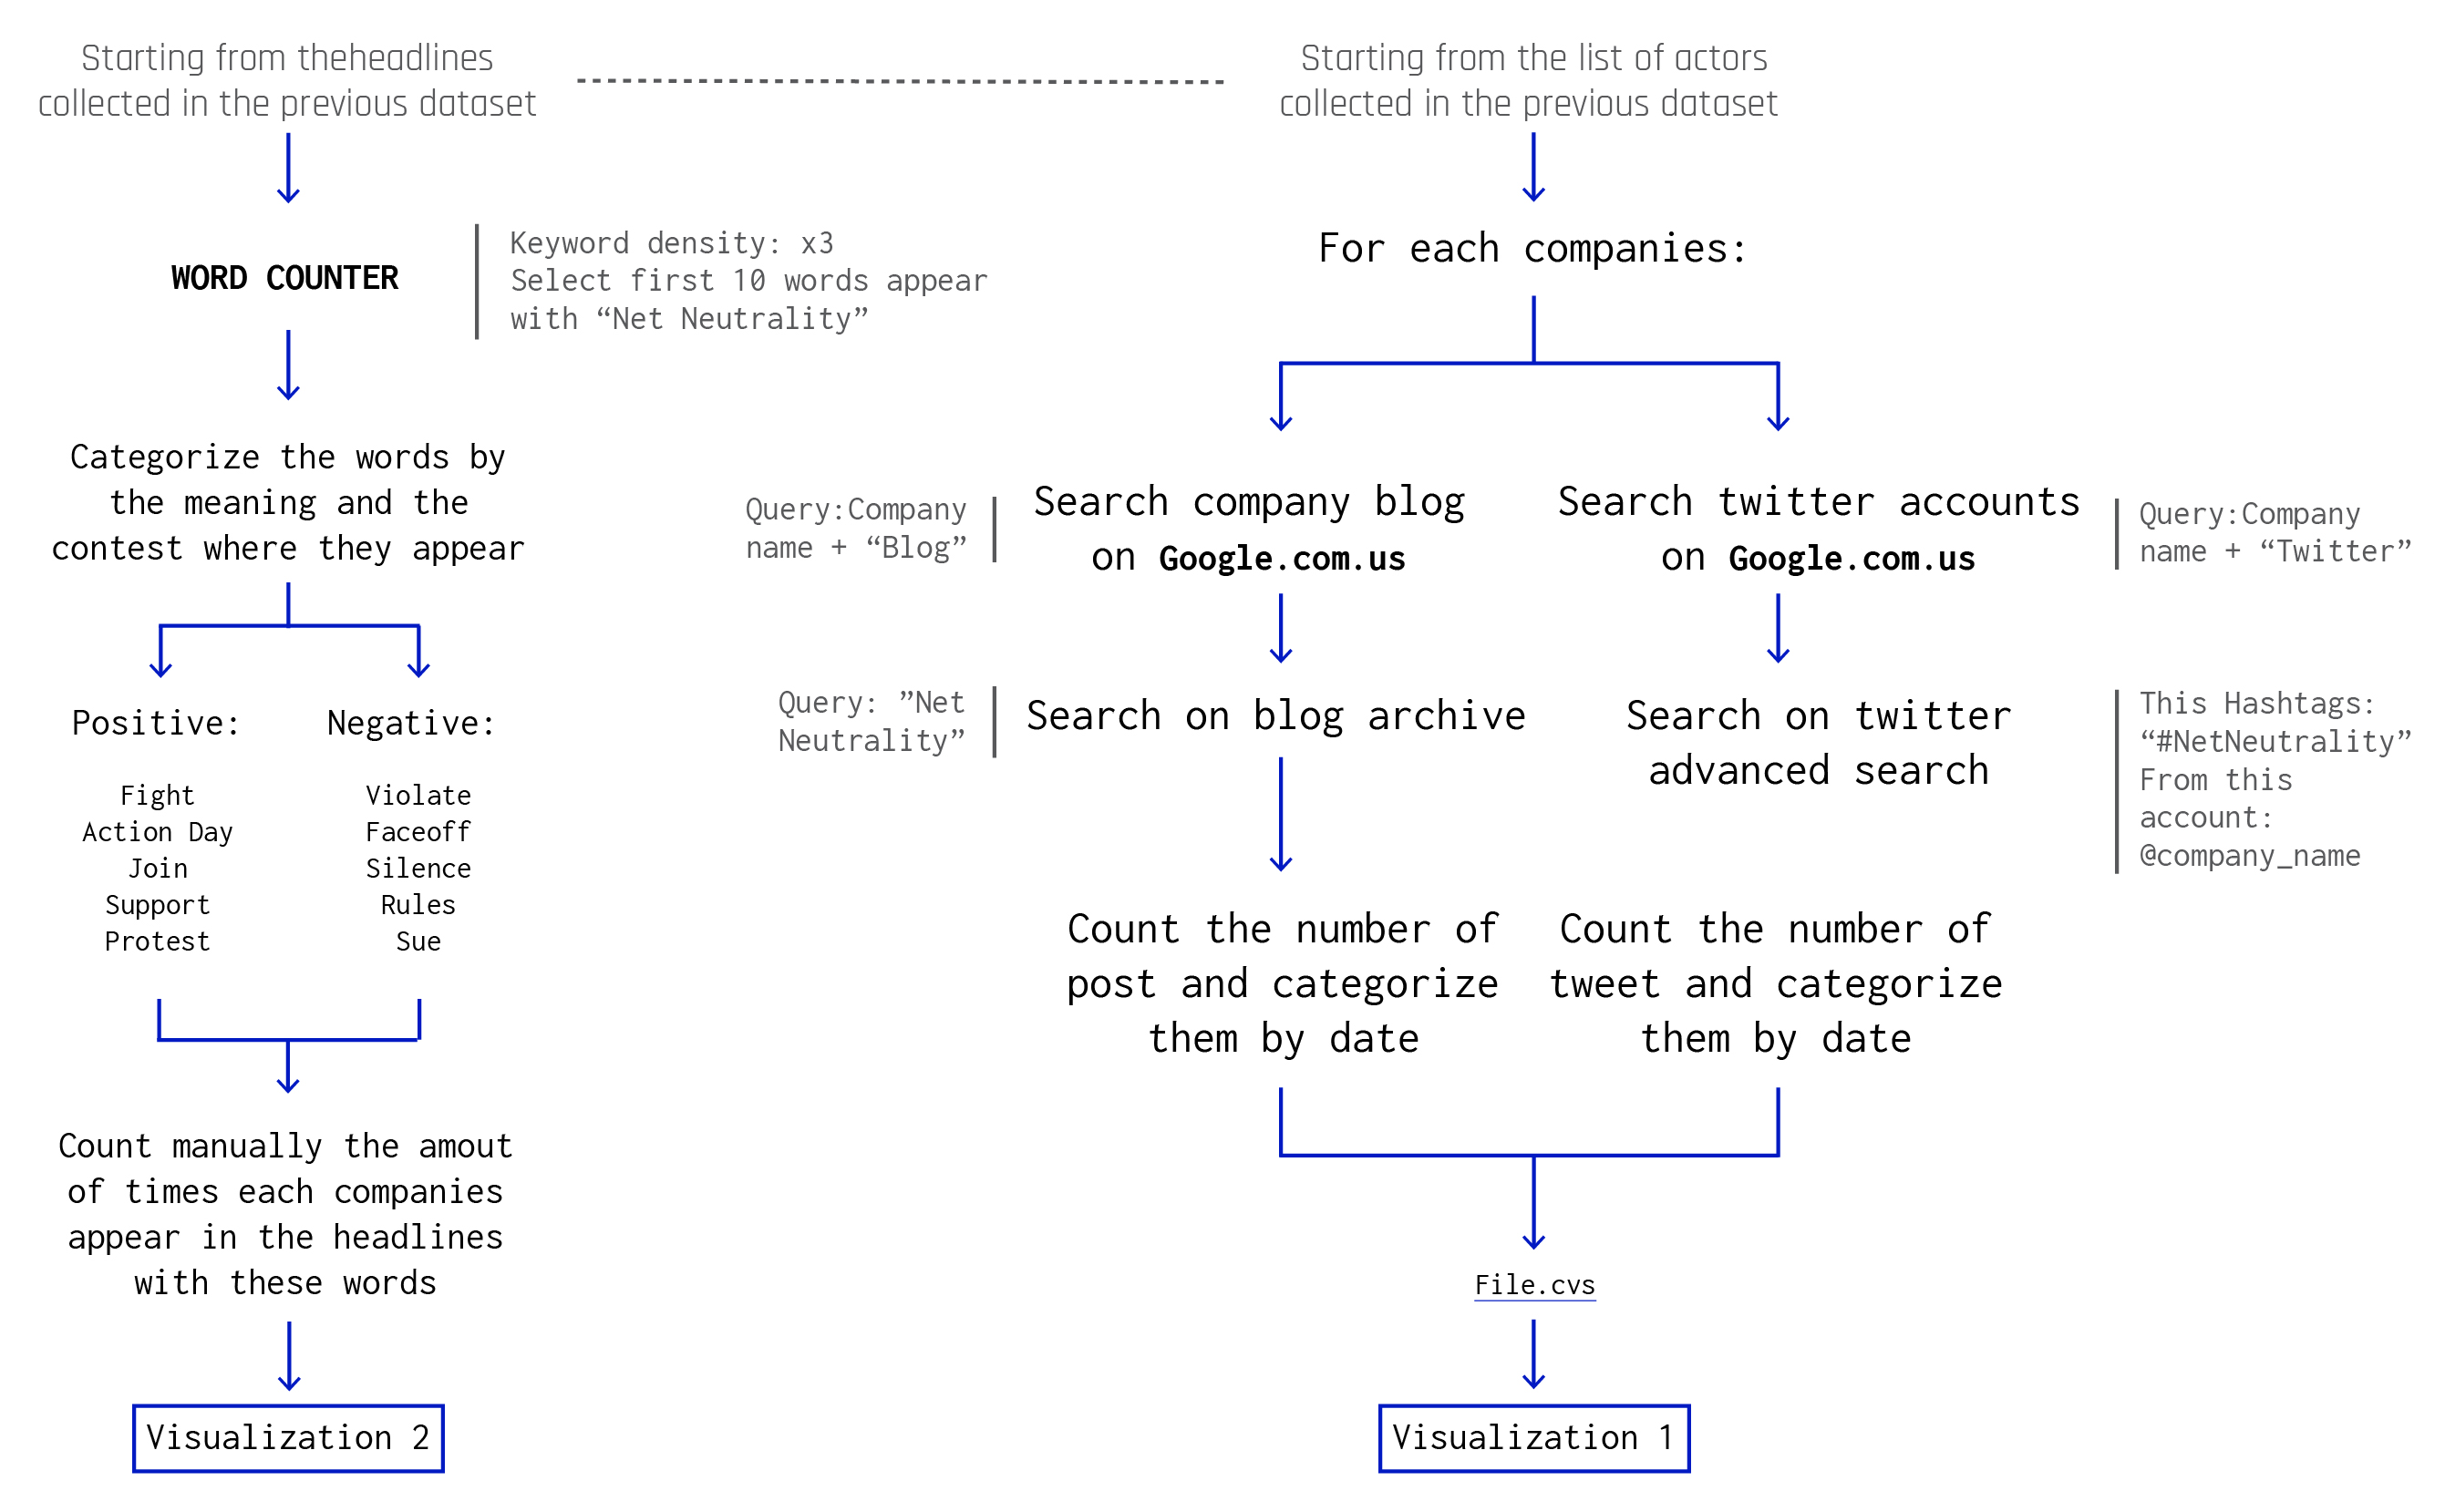 Starting from theheadlines
collected in the previous dataset
Starting from the list of actors
collected in the previous dataset
WORD COUNTER
Keyword density: x3
Select first 10 words appear
with “Net Neutrality”
For each companies:
Categorize the words by
the meaning and the
contest where they appear
Positive:
Fight
Action Day
Join
Support
Protest
Negative:
Violate
Faceoff
Silence
Rules
Sue
Count manually the amout
of times each companies
appear in the headlines
with these words
Visualization 2
Query:Company
name + “Blog”
Search company blog
on Google.com.us
Search twitter accounts
on Google.com.us
Query:Company
name + “Twitter”
Query: ”Net
Neutrality”
Search on blog archive
Search on twitter
advanced search
This Hashtags:
“#NetNeutrality”
From this
account:
@company_name
Count the number of
post and categorize
them by date
Count the number of
tweet and categorize
them by date
File.cvs
Visualization 1